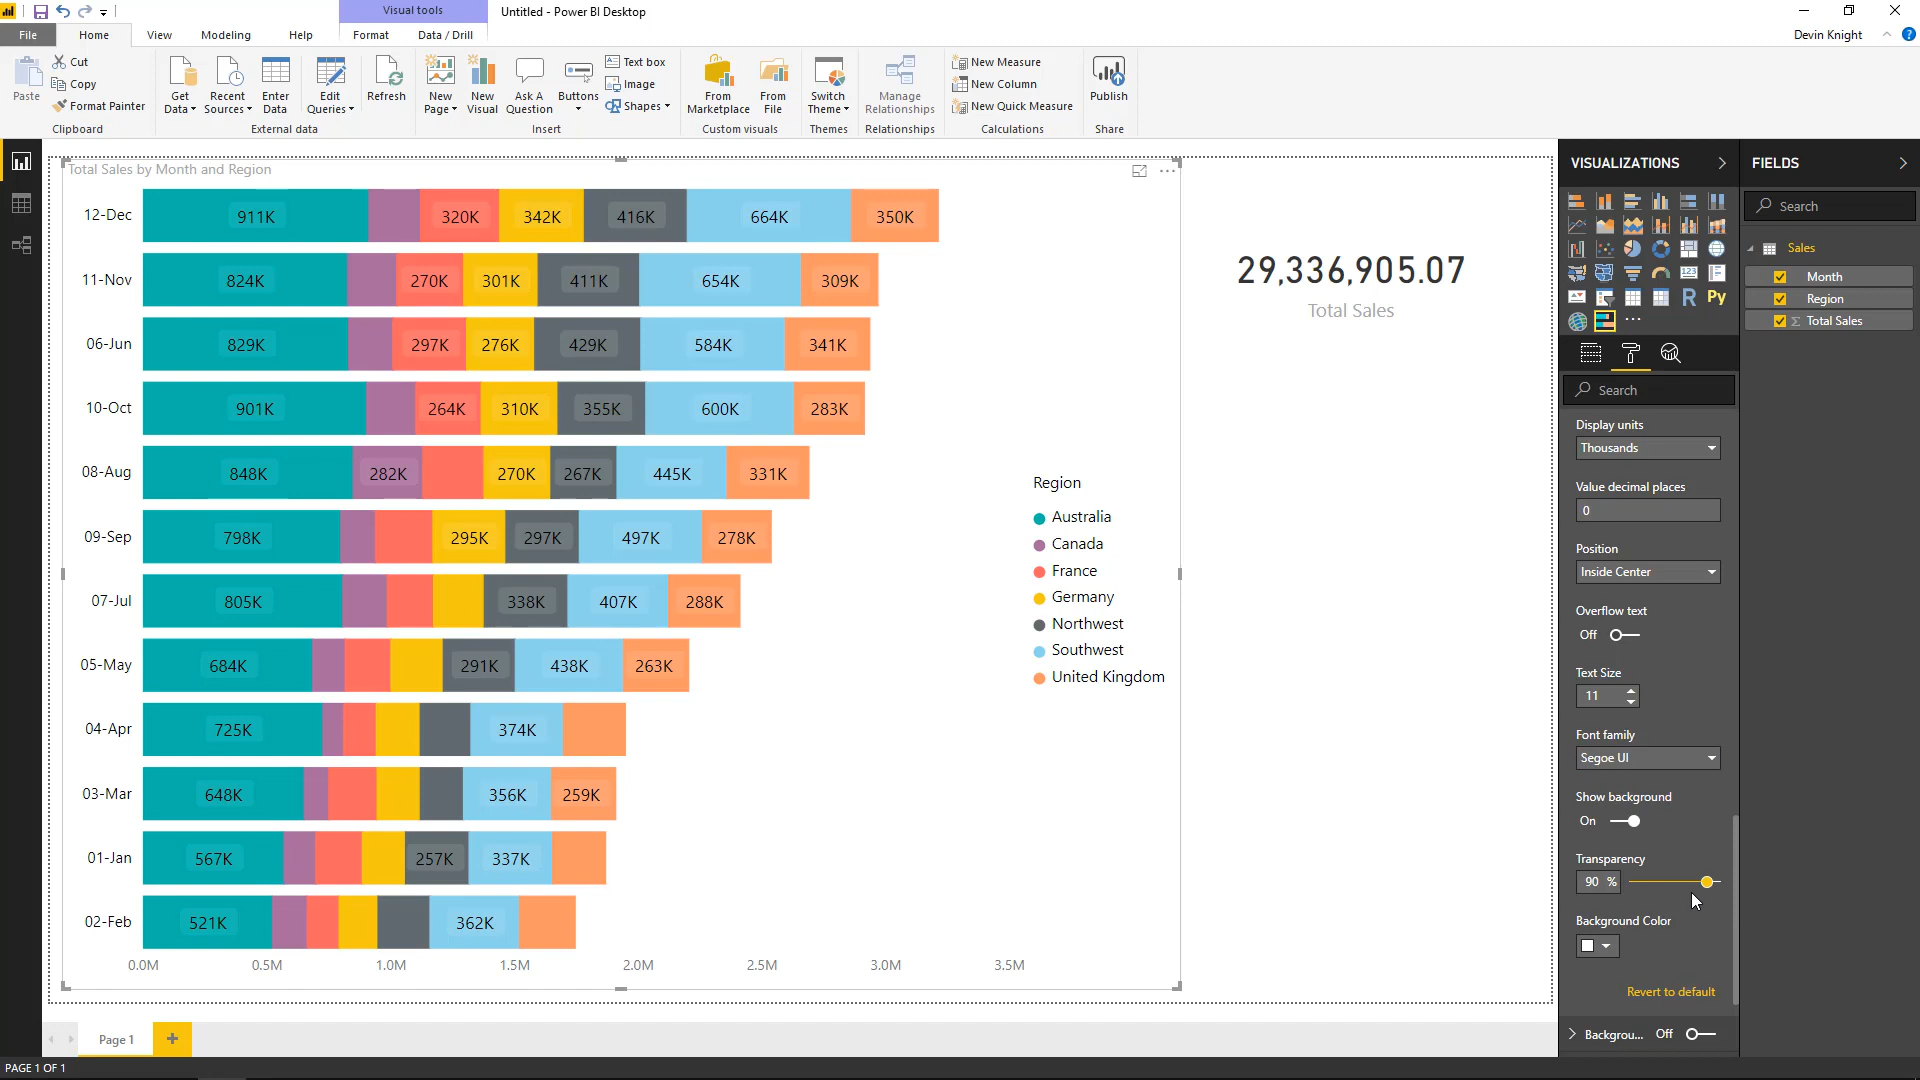 Visual tools
Untitled - Power BI Desktop
File
Home
View
Modeling
Help
Format
Data / Drill
Devin Knight
?
Paste
Cut
Copy
Format Painter
Clipboard
Get Data
Recent Sources
Enter Data
Edit Queries
Refresh
External data
New Page
New Visual
Ask A Question
Buttons
Text box
Image
Shapes
Insert
From Marketplace
From File
Custom visuals
Switch Theme
Themes
Manage Relationships
Relationships
New Measure
New Column
New Quick Measure
Calculations
Publish
Share
Total Sales by Month and Region
12-Dec 911K 320K 342K 416K 664K 350K
11-Nov 824K 270K 301K 411K 654K 309K
06-Jun 829K 297K 276K 429K 584K 341K
10-Oct 901K 264K 310K 355K 600K 283K
08-Aug 848K 282K 270K 267K 445K 331K
09-Sep 798K 295K 297K 497K 278K
07-Jul 805K 338K 407K 288K
05-May 684K 291K 438K 263K
04-Apr 725K 374K
03-Mar 648K 356K 259K
01-Jan 567K 257K 337K
02-Feb 521K 362K
0.0M 0.5M 1.0M 1.5M 2.0M 2.5M 3.0M 3.5M
Region
Australia
Canada
France
Germany
Northwest
Southwest
United Kingdom
29,336,905.07
Total Sales
VISUALIZATIONS
123
R
Py
Search
Display units
Thousands
Value decimal places
0
Position
Inside Center
Overflow text
Off
Text Size
11
Font family
Segoe UI
Show background
On
Transparency
90 %
Background Color
Revert to default
Backgrou... Off
FIELDS
Search
Sales
Month
Region
Σ Total Sales
Page 1
+
PAGE 1 OF 1